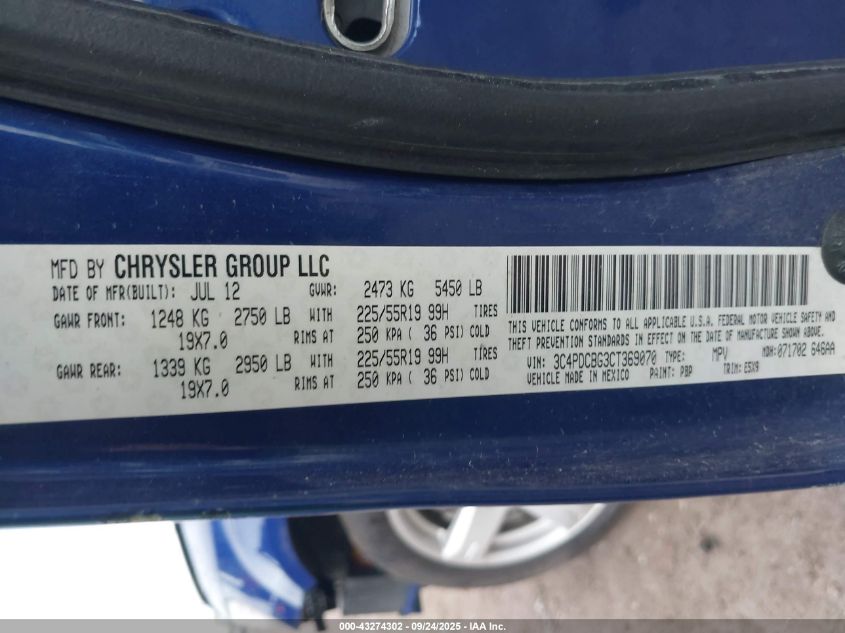 MFD BY CHRYSLER GROUP LLC
DATE OF MFR(BUILT): JUL 12 GVWR: 2473 KG 5450 LB
GAWR FRONT: 1248 KG 2750 LB WITH 225/55R19 99H TIRES
19X7.0 RIMS AT 250 KPA ( 36 PSI) COLD
GAWR REAR: 1339 KG 2950 LB WITH 225/55R19 99H TIRES
19X7.0 RIMS AT 250 KPA ( 36 PSI) COLD
THIS VEHICLE CONFORMS TO ALL APPLICABLE U.S.A. FEDERAL MOTOR VEHICLE SAFETY AND
THEFT PREVENTION STANDARDS IN EFFECT ON THE DATE OF MANUFACTURE SHOWN ABOVE.
VIN: 3C4PDCBG3CT369070 TYPE: MPV MDH: 071702 646AA
VEHICLE MADE IN MEXICO PAINT: PBP TRIM: E5X9
000-43274302 - 09/24/2025 - IAA Inc.